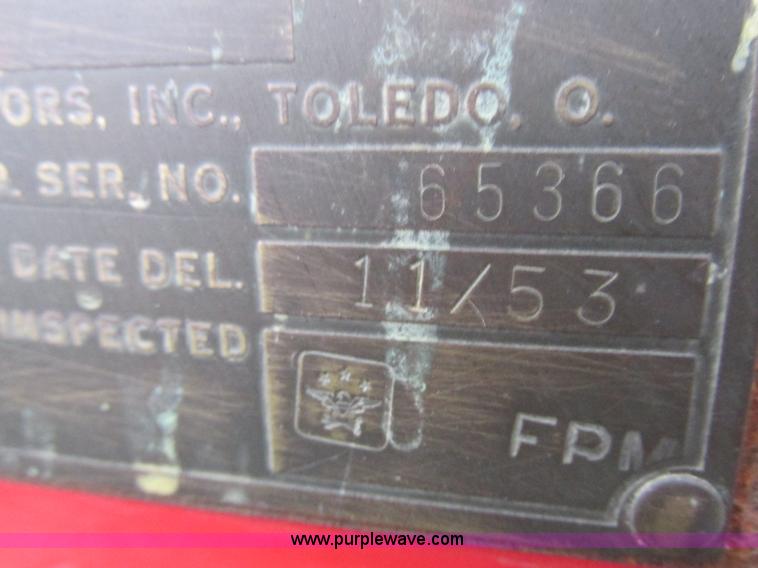 ORS, INC., TOLEDO, O.
R. SER. NO. 65366
DATE DEL. 11/53
INSPECTED
FPM
www.purplewave.com